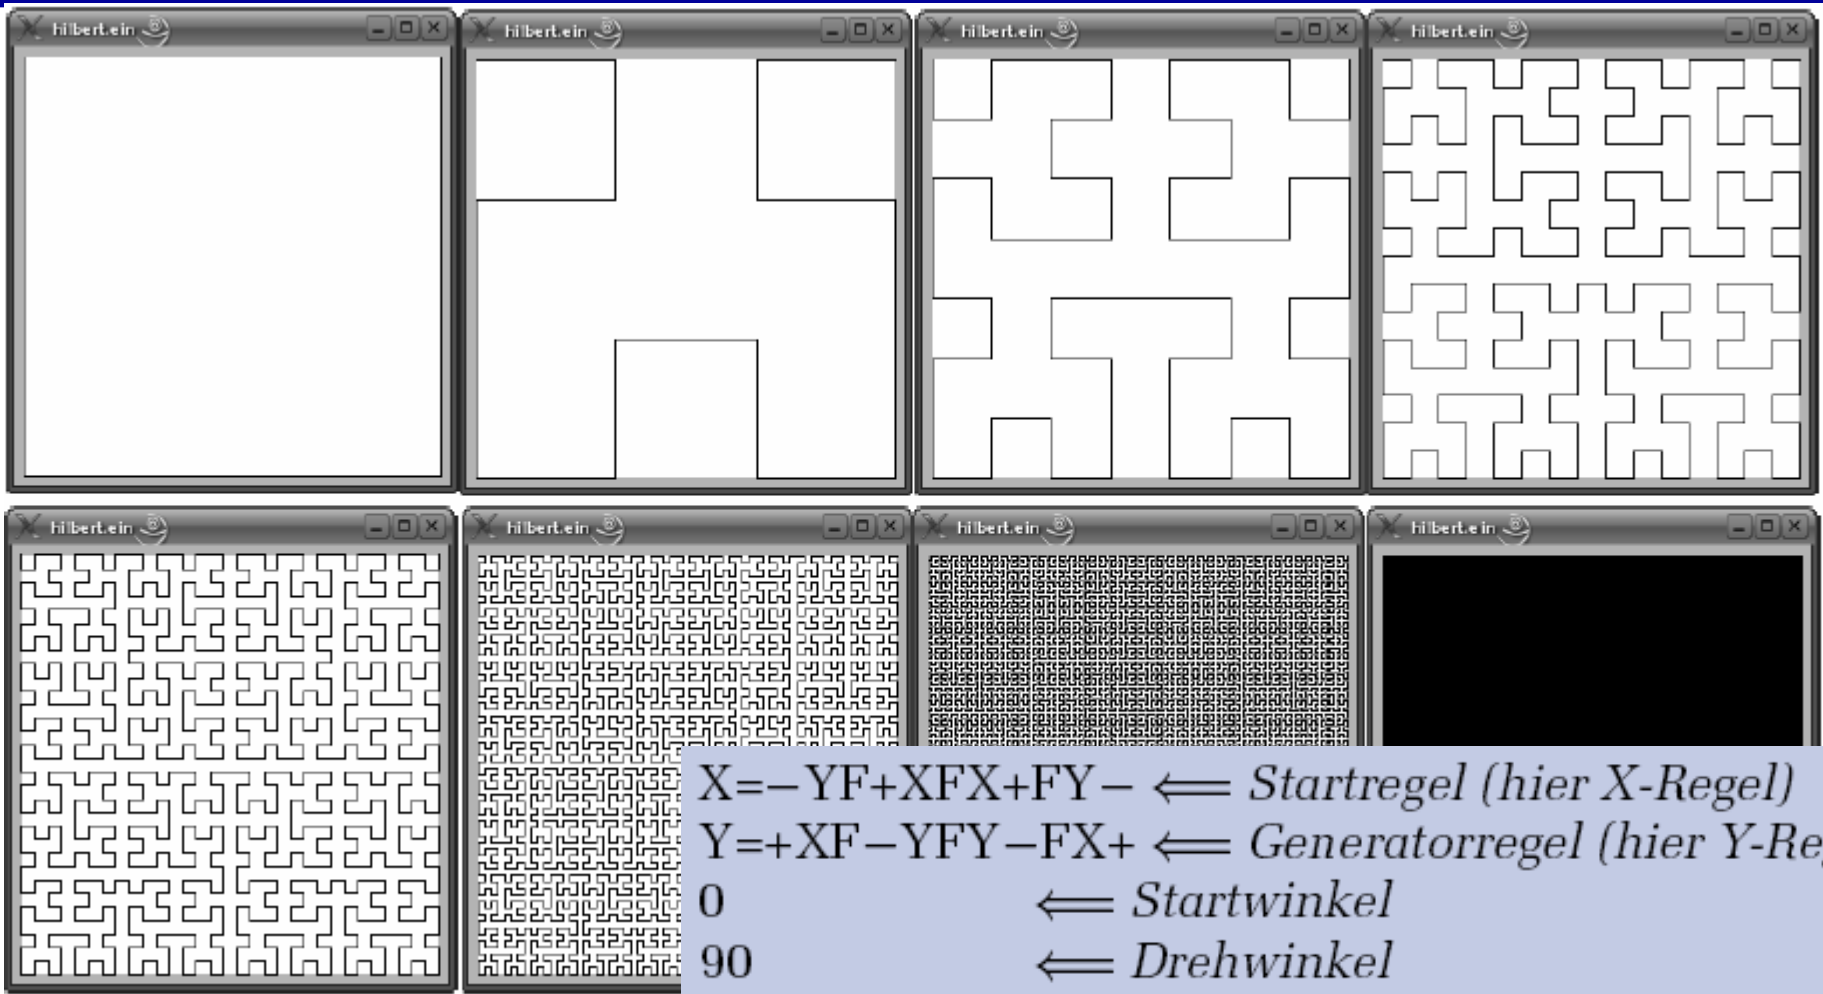 hilbert.ein
hilbert.ein
hilbert.ein
hilbert.ein
hilbert.ein
hilbert.ein
hilbert.ein
hilbert.ein
X=−YF+XFX+FY− ⟸ Startregel (hier X-Regel)
Y=+XF−YFY−FX+ ⟸ Generatorregel (hier Y-Re
0 ⟸ Startwinkel
90 ⟸ Drehwinkel